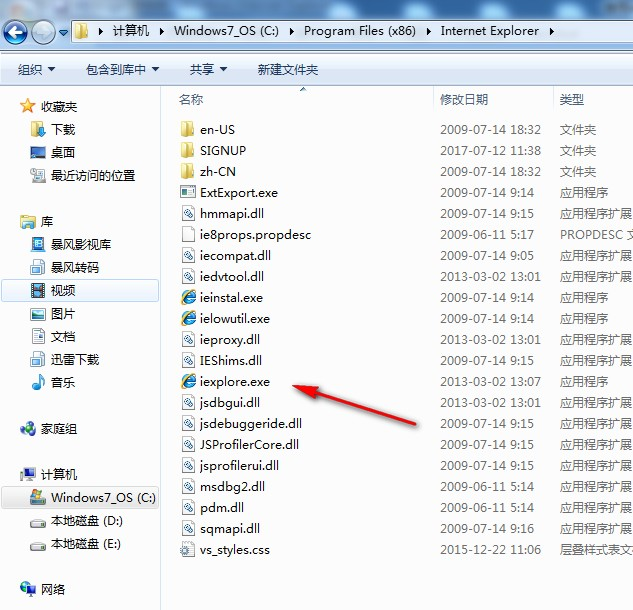 计算机 Windows7_OS (C:) Program Files (x86) Internet Explorer
组织 包含到库中 共享 新建文件夹
收藏夹
下载
桌面
最近访问的位置
库
暴风影视库
暴风转码
视频
图片
文档
迅雷下载
音乐
家庭组
计算机
Windows7_OS (C:)
本地磁盘 (D:)
本地磁盘 (E:)
网络
名称 修改日期 类型
en-US 2009-07-14 18:32 文件夹
SIGNUP 2017-07-12 11:38 文件夹
zh-CN 2009-07-14 18:32 文件夹
ExtExport.exe 2009-07-14 9:14 应用程序
hmmapi.dll 2009-07-14 9:15 应用程序扩展
ie8props.propdesc 2009-06-11 5:17 PROPDESC 文
iecompat.dll 2009-07-14 9:05 应用程序扩展
iedvtool.dll 2013-03-02 13:01 应用程序扩展
ieinstal.exe 2009-07-14 9:14 应用程序
ielowutil.exe 2009-07-14 9:14 应用程序
ieproxy.dll 2013-03-02 13:01 应用程序扩展
IEShims.dll 2009-07-14 9:15 应用程序扩展
iexplore.exe 2013-03-02 13:07 应用程序
jsdbgui.dll 2013-03-02 13:01 应用程序扩展
jsdebuggeride.dll 2009-07-14 9:15 应用程序扩展
JSProfilerCore.dll 2009-07-14 9:15 应用程序扩展
jsprofilerui.dll 2009-07-14 9:15 应用程序扩展
msdbg2.dll 2009-06-11 5:14 应用程序扩展
pdm.dll 2009-06-11 5:14 应用程序扩展
sqmapi.dll 2009-07-14 9:16 应用程序扩展
vs_styles.css 2015-12-22 11:06 层叠样式表文